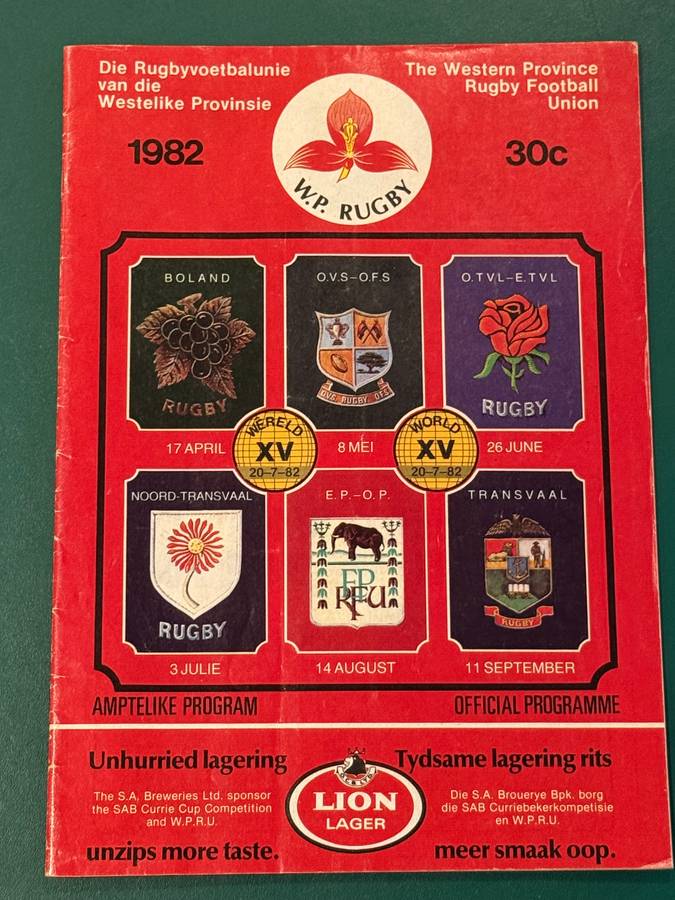 Die Rugbyvoetbalunie
van die
Westelike Provinsie
The Western Province
Rugby Football
Union
1982
30c
W.P. RUGBY
BOLAND
RUGBY
17 APRIL
O.V.S-O.F.S
OVS RUGBY OFS
8 MEI
O.TVL-E.TVL
RUGBY
26 JUNE
WÊRELD
XV
20-7-82
WORLD
XV
20-7-82
NOORD-TRANSVAAL
RUGBY
3 JULIE
E.P.-O.P.
EP
RFU
14 AUGUST
TRANSVAAL
RUGBY
11 SEPTEMBER
AMPTELIKE PROGRAM
OFFICIAL PROGRAMME
Unhurried lagering
The S.A. Breweries Ltd. sponsor
the SAB Currie Cup Competition
and W.P.R.U.
unzips more taste.
LION
LAGER
Tydsame lagering rits
Die S.A. Brouerye Bpk. borg
die SAB Curriebekerkompetisie
en W.P.R.U.
meer smaak oop.